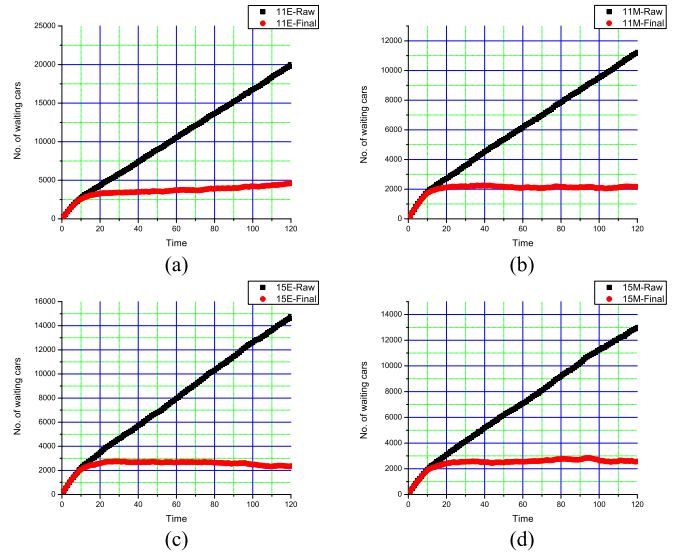 11E-Raw
11E-Final
25000
20000
15000
10000
5000
0
No. of waiting cars
0 20 40 60 80 100 120
Time
(a)
11M-Raw
11M-Final
12000
10000
8000
6000
4000
2000
0
No. of waiting cars
0 20 40 60 80 100 120
Time
(b)
15E-Raw
15E-Final
16000
14000
12000
10000
8000
6000
4000
2000
0
No. of waiting cars
0 20 40 60 80 100 120
Time
(c)
15M-Raw
15M-Final
14000
12000
10000
8000
6000
4000
2000
0
No. of waiting cars
0 20 40 60 80 100 120
Time
(d)